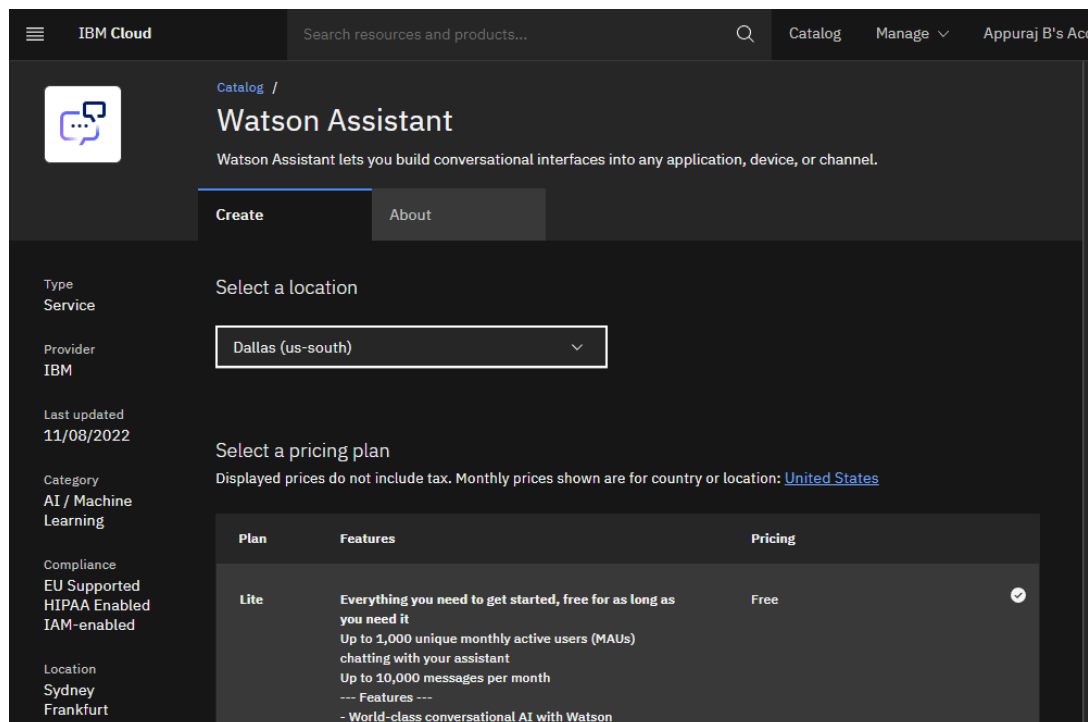 IBM Cloud
Search resources and products...
Catalog
Manage
Appuraj B's Acc
Catalog /
Watson Assistant
Watson Assistant lets you build conversational interfaces into any application, device, or channel.
Create
About
Type
Service
Provider
IBM
Last updated
11/08/2022
Category
AI / Machine
Learning
Compliance
EU Supported
HIPAA Enabled
IAM-enabled
Location
Sydney
Frankfurt
Select a location
Dallas (us-south)
Select a pricing plan
Displayed prices do not include tax. Monthly prices shown are for country or location: United States
Plan
Features
Pricing
Lite
Everything you need to get started, free for as long as
you need it
Up to 1,000 unique monthly active users (MAUs)
chatting with your assistant
Up to 10,000 messages per month
--- Features ---
- World-class conversational AI with Watson
Free